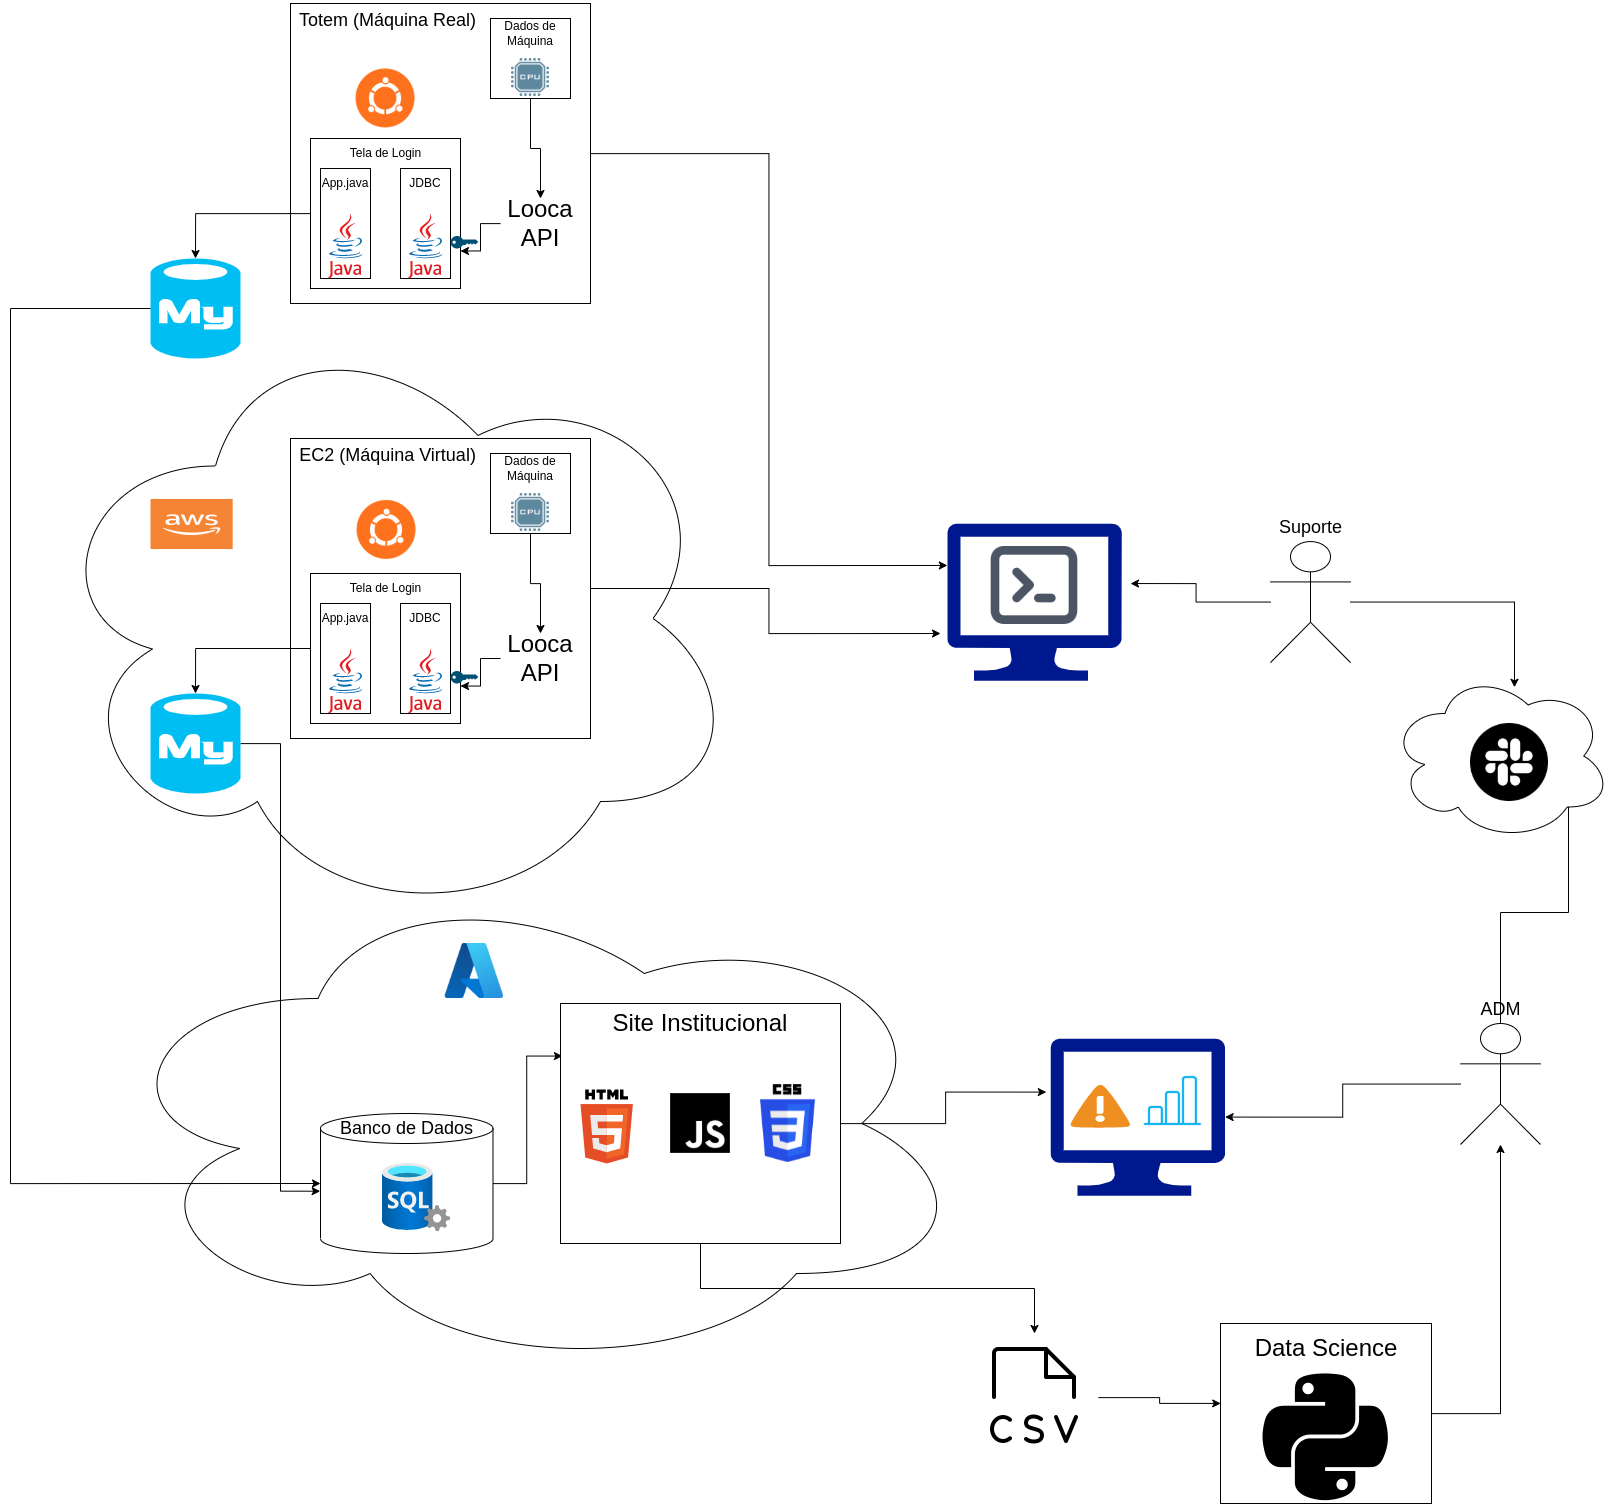 Totem (Máquina Real)
Dados de
Máquina
CPU
Tela de Login
App.java
JDBC
Java
Java
Looca
API
My
EC2 (Máquina Virtual)
Dados de
Máquina
CPU
aws
Tela de Login
App.java
JDBC
Java
Java
Looca
API
My
Suporte
ADM
Site Institucional
HTML
5
JS
CSS
3
Banco de Dados
SQL
CSV
Data Science